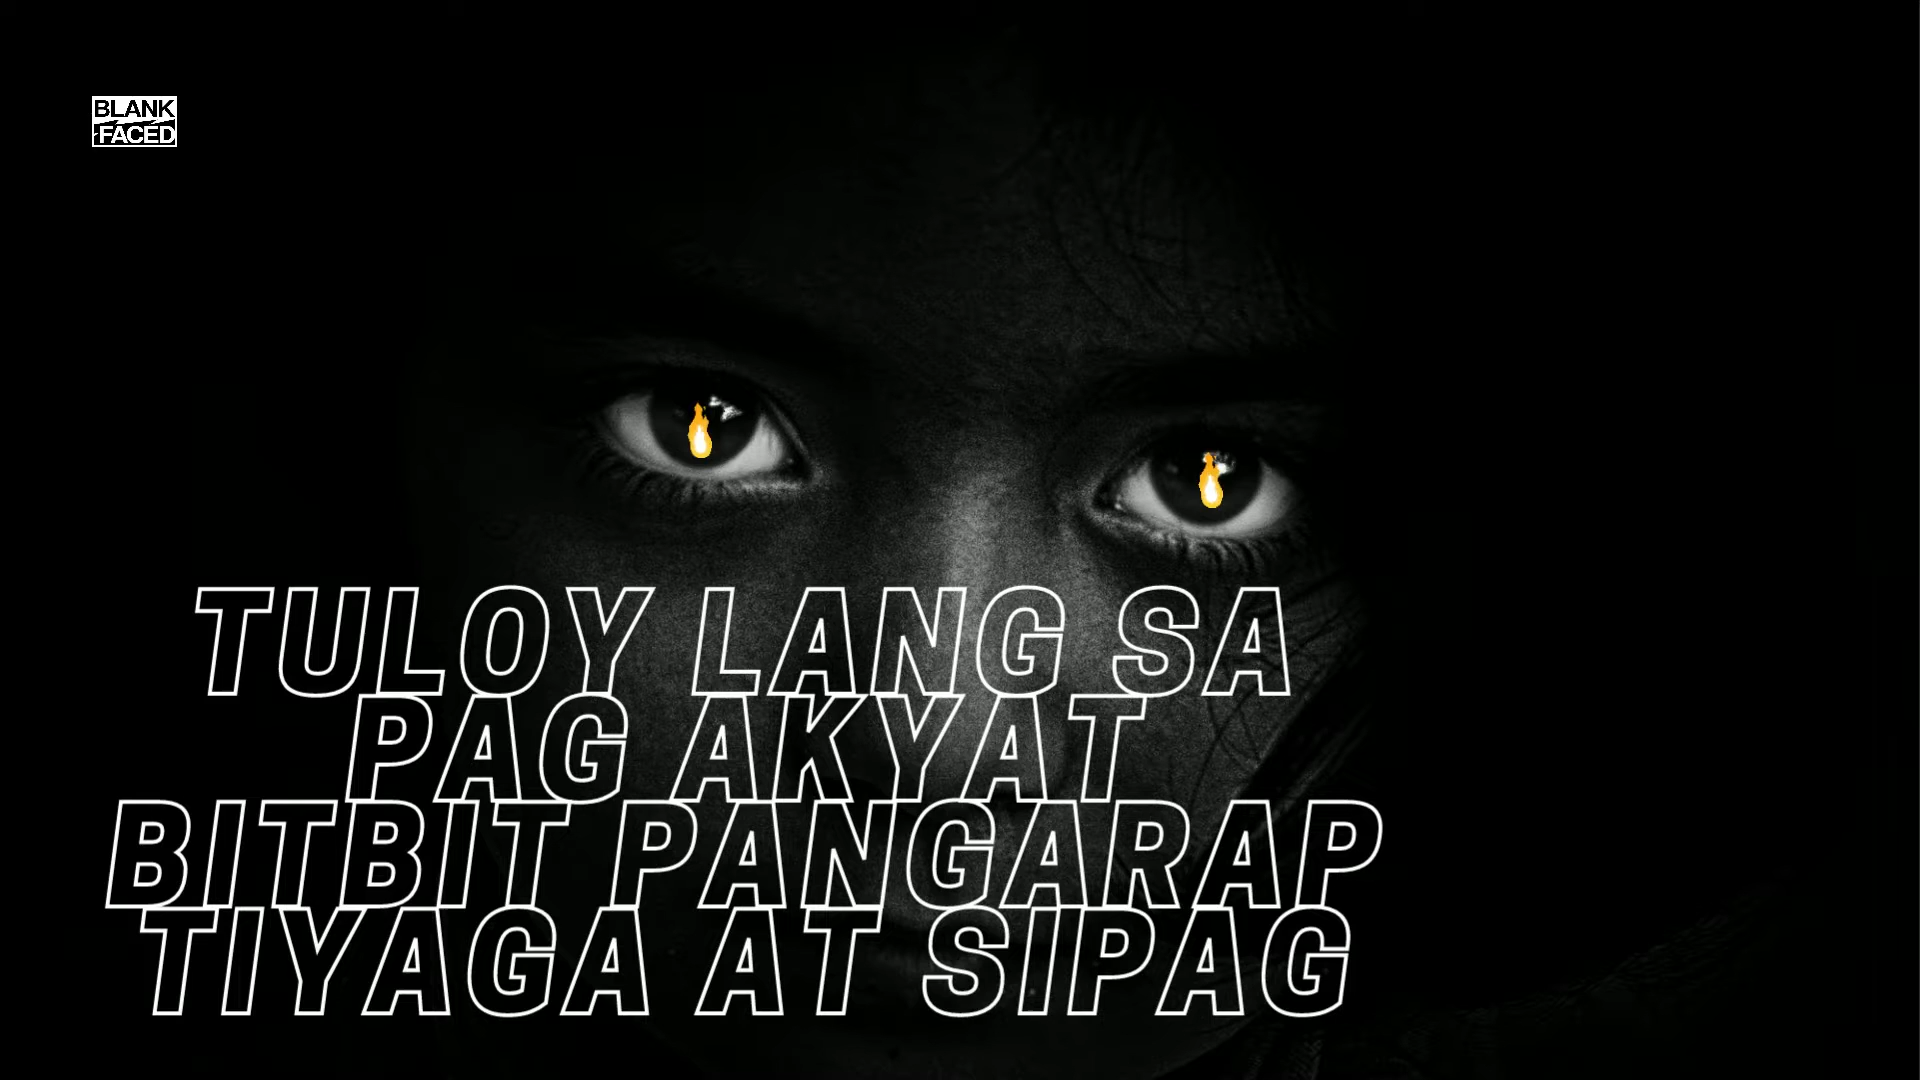 BLANK
FACED
TULOY LANG SA
PAG AKYAT
BITBIT PANGARAP
TIYAGA AT SIPAG